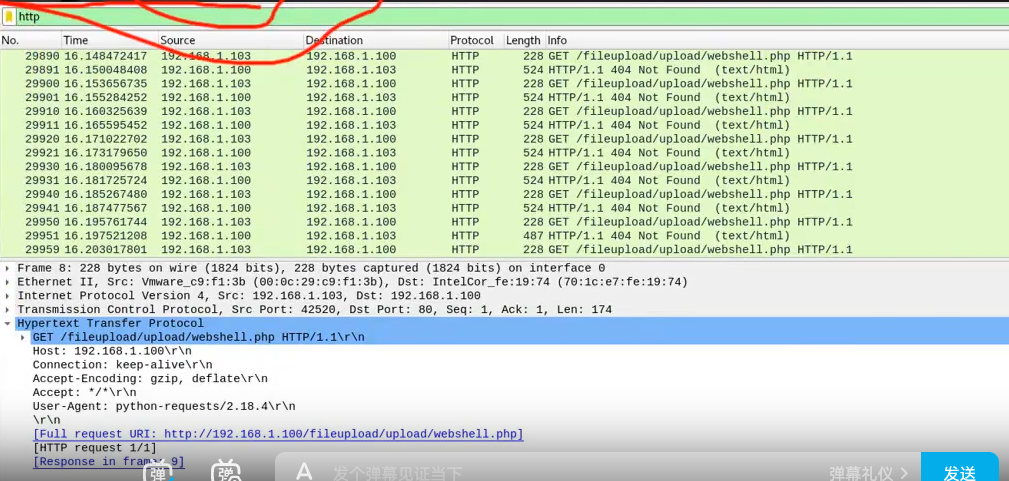 http
No. Time Source Destination Protocol Length Info
29890 16.148472417 192.168.1.103 192.168.1.100 HTTP 228 GET /fileupload/upload/webshell.php HTTP/1.1
29891 16.150048408 192.168.1.100 192.168.1.103 HTTP 524 HTTP/1.1 404 Not Found (text/html)
29900 16.153656735 192.168.1.103 192.168.1.100 HTTP 228 GET /fileupload/upload/webshell.php HTTP/1.1
29901 16.155284252 192.168.1.100 192.168.1.103 HTTP 524 HTTP/1.1 404 Not Found (text/html)
29910 16.160325639 192.168.1.103 192.168.1.100 HTTP 228 GET /fileupload/upload/webshell.php HTTP/1.1
29911 16.165595452 192.168.1.100 192.168.1.103 HTTP 524 HTTP/1.1 404 Not Found (text/html)
29920 16.171022702 192.168.1.103 192.168.1.100 HTTP 228 GET /fileupload/upload/webshell.php HTTP/1.1
29921 16.173179650 192.168.1.100 192.168.1.103 HTTP 524 HTTP/1.1 404 Not Found (text/html)
29930 16.180095678 192.168.1.103 192.168.1.100 HTTP 228 GET /fileupload/upload/webshell.php HTTP/1.1
29931 16.181725724 192.168.1.100 192.168.1.103 HTTP 524 HTTP/1.1 404 Not Found (text/html)
29940 16.185267480 192.168.1.103 192.168.1.100 HTTP 228 GET /fileupload/upload/webshell.php HTTP/1.1
29941 16.187477567 192.168.1.100 192.168.1.103 HTTP 524 HTTP/1.1 404 Not Found (text/html)
29950 16.195761744 192.168.1.103 192.168.1.100 HTTP 228 GET /fileupload/upload/webshell.php HTTP/1.1
29951 16.197521208 192.168.1.100 192.168.1.103 HTTP 487 HTTP/1.1 404 Not Found (text/html)
29959 16.203017801 192.168.1.103 192.168.1.100 HTTP 228 GET /fileupload/upload/webshell.php HTTP/1.1
Frame 8: 228 bytes on wire (1824 bits), 228 bytes captured (1824 bits) on interface 0
Ethernet II, Src: Vmware_c9:f1:3b (00:0c:29:c9:f1:3b), Dst: IntelCor_fe:19:74 (70:1c:e7:fe:19:74)
Internet Protocol Version 4, Src: 192.168.1.103, Dst: 192.168.1.100
Transmission Control Protocol, Src Port: 42520, Dst Port: 80, Seq: 1, Ack: 1, Len: 174
Hypertext Transfer Protocol
GET /fileupload/upload/webshell.php HTTP/1.1\r\n
Host: 192.168.1.100\r\n
Connection: keep-alive\r\n
Accept-Encoding: gzip, deflate\r\n
Accept: */*\r\n
User-Agent: python-requests/2.18.4\r\n
\r\n
[Full request URI: http://192.168.1.100/fileupload/upload/webshell.php]
[HTTP request 1/1]
[Response in frame: 9]
弹 弹 A 发个弹幕见证当下 弹幕礼仪 > 发送